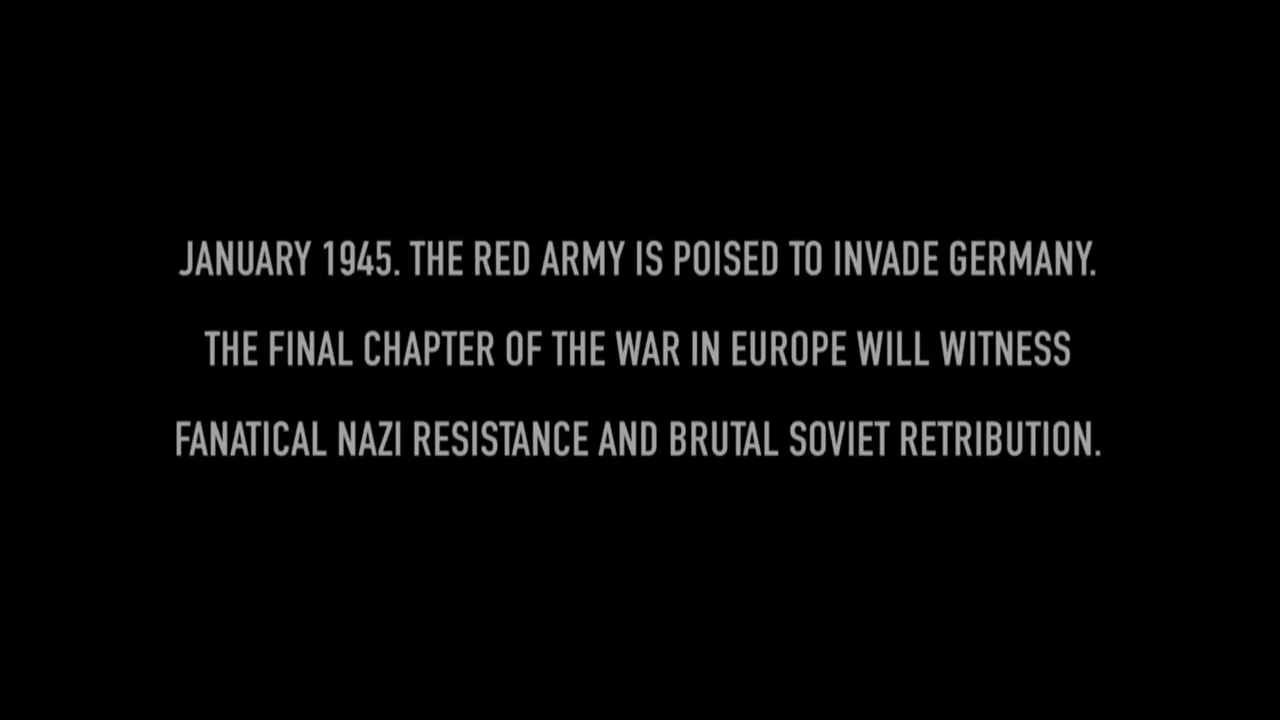 JANUARY 1945. THE RED ARMY IS POISED TO INVADE GERMANY.
THE FINAL CHAPTER OF THE WAR IN EUROPE WILL WITNESS
FANATICAL NAZI RESISTANCE AND BRUTAL SOVIET RETRIBUTION.